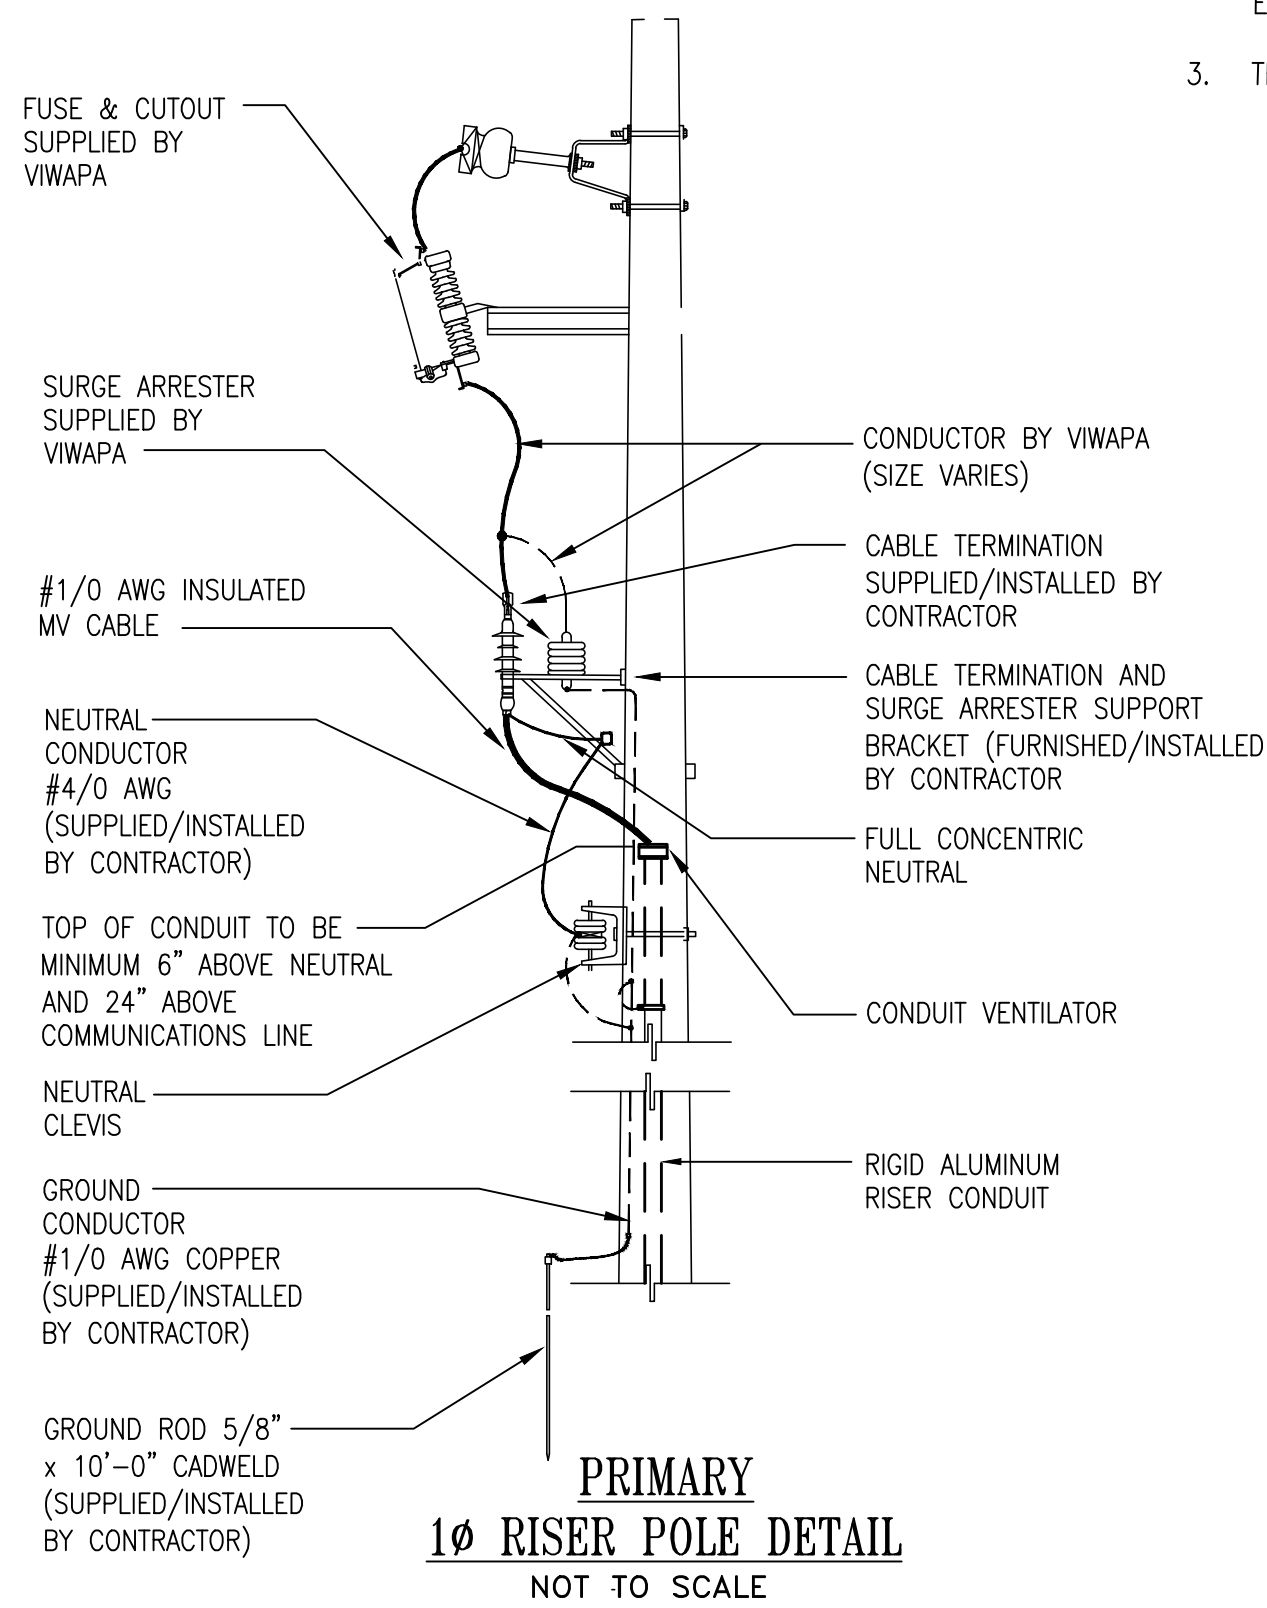 E
3. T
FUSE & CUTOUT
SUPPLIED BY
VIWAPA
SURGE ARRESTER
SUPPLIED BY
VIWAPA
#1/0 AWG INSULATED
MV CABLE
NEUTRAL
CONDUCTOR
#4/0 AWG
(SUPPLIED/INSTALLED
BY CONTRACTOR)
TOP OF CONDUIT TO BE
MINIMUM 6” ABOVE NEUTRAL
AND 24” ABOVE
COMMUNICATIONS LINE
NEUTRAL
CLEVIS
GROUND
CONDUCTOR
#1/0 AWG COPPER
(SUPPLIED/INSTALLED
BY CONTRACTOR)
GROUND ROD 5/8”
x 10’-0” CADWELD
(SUPPLIED/INSTALLED
BY CONTRACTOR)
CONDUCTOR BY VIWAPA
(SIZE VARIES)
CABLE TERMINATION
SUPPLIED/INSTALLED BY
CONTRACTOR
CABLE TERMINATION AND
SURGE ARRESTER SUPPORT
BRACKET (FURNISHED/INSTALLED
BY CONTRACTOR
FULL CONCENTRIC
NEUTRAL
CONDUIT VENTILATOR
RIGID ALUMINUM
RISER CONDUIT
PRIMARY
1Ø RISER POLE DETAIL
NOT TO SCALE